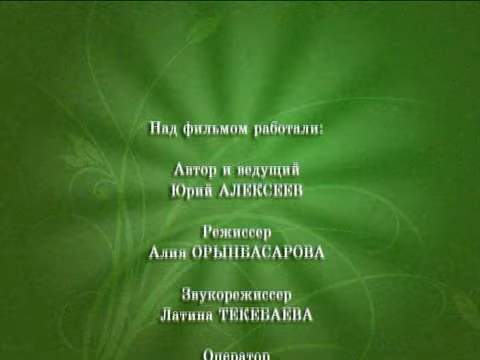 Над фильмом работали:
Автор и ведущий
Юрий АЛЕКСЕЕВ
Режиссер
Алия ОРЫНБАСАРОВА
Звукорежиссер
Латина ТЕКЕБАЕВА
Оператор